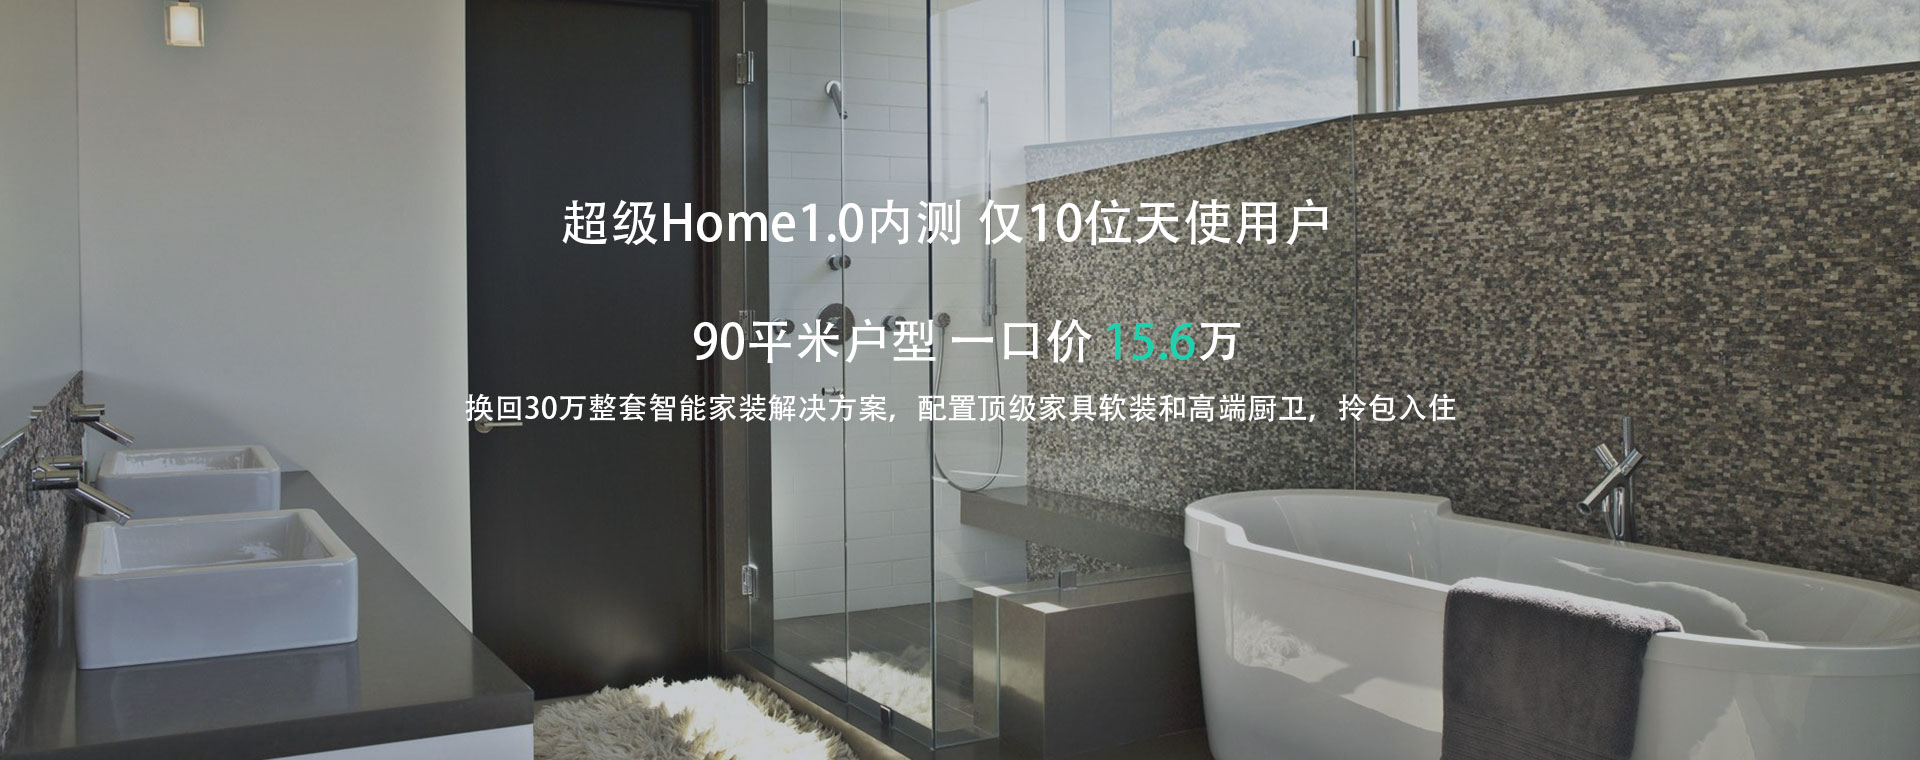 超级Home1.0内测 仅10位天使用户
90平米户型 一口价 15.6万
换回30万整套智能家装解决方案，配置顶级家具软装和高端厨卫，拎包入住